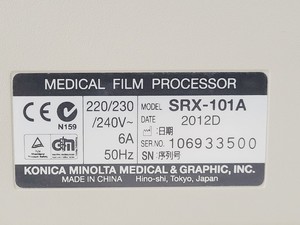 MEDICAL FILM PROCESSOR
CE
N159
220/230
/240V~
6A
50Hz
MODEL SRX-101A
DATE 2012D
:日期
SER.NO. 106933500
SN: 序列号
KONICA MINOLTA MEDICAL & GRAPHIC, INC.
MADE IN CHINA Hino-shi, Tokyo, Japan